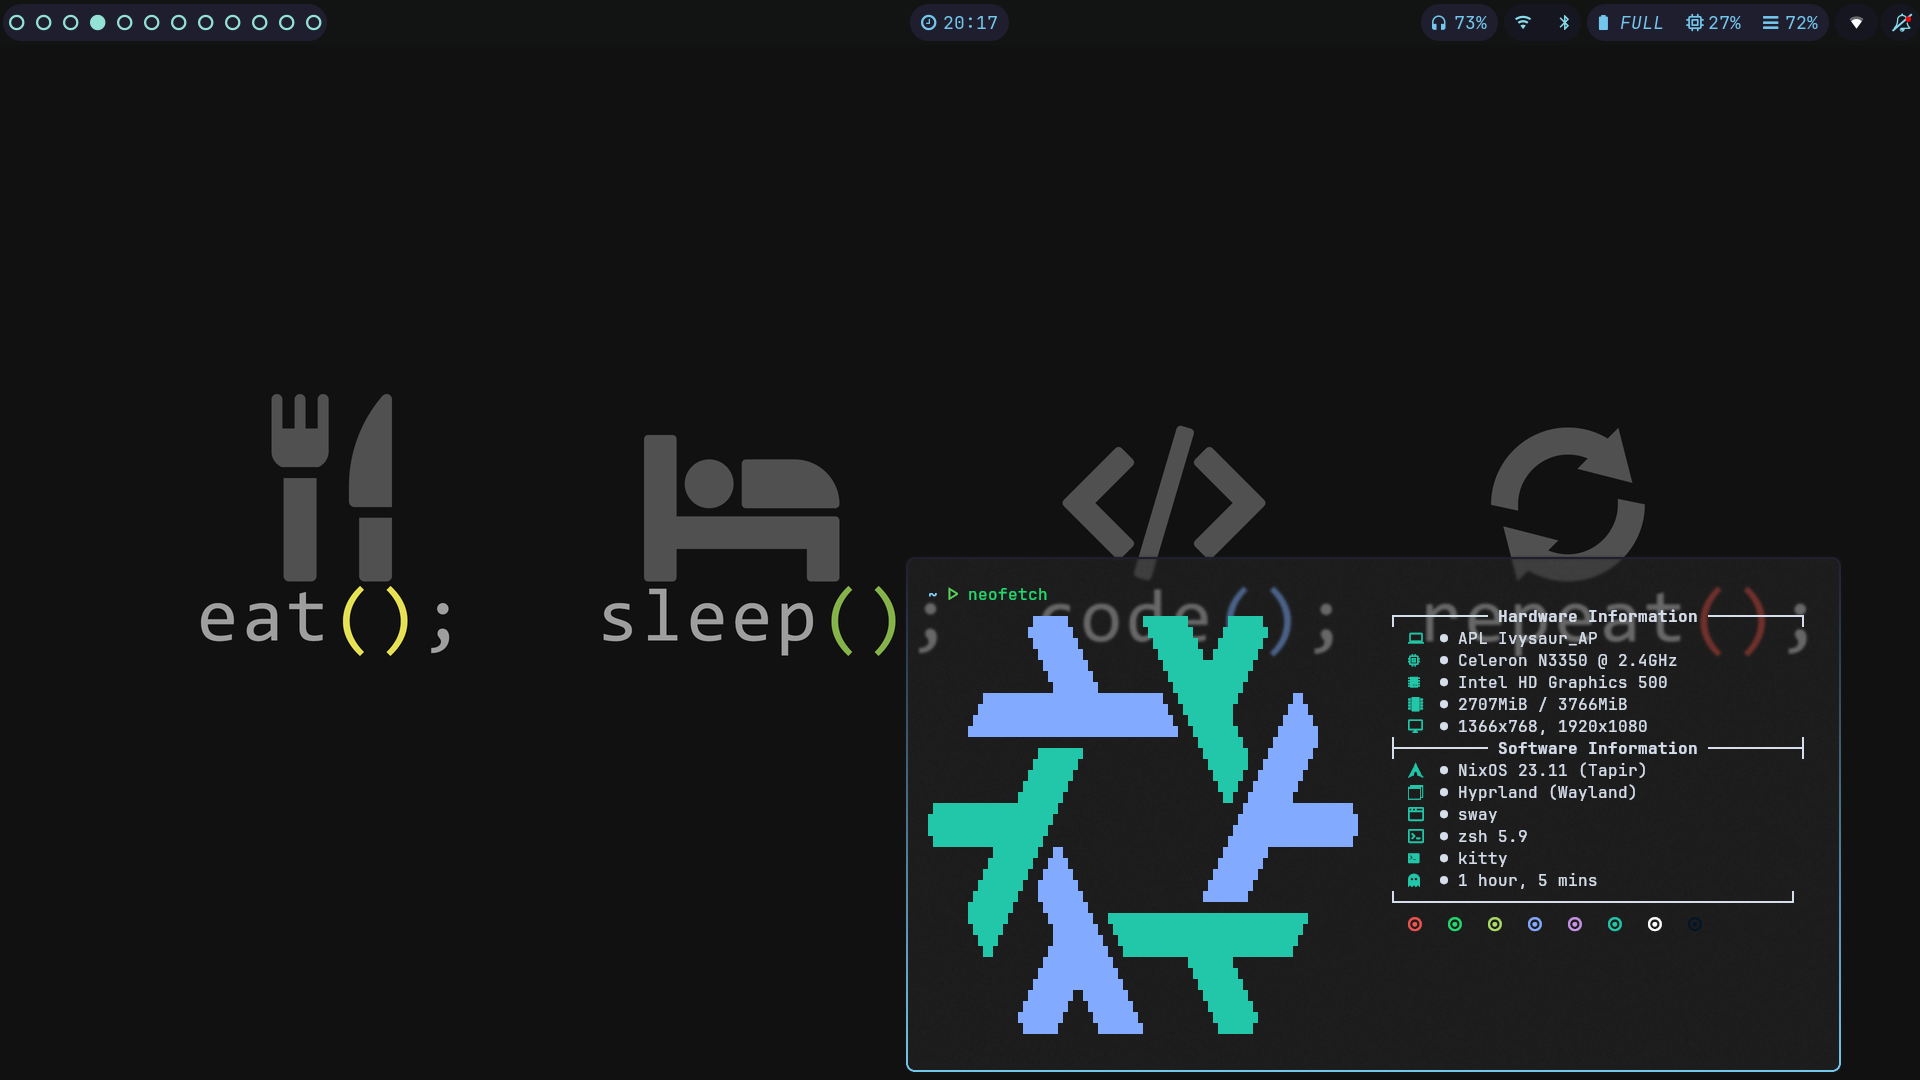 20:17
73%
FULL
27%
72%
eat();
sleep();
code();
repeat();
~ neofetch
Hardware Information
● APL Ivysaur_AP
● Celeron N3350 @ 2.4GHz
● Intel HD Graphics 500
● 2707MiB / 3766MiB
● 1366x768, 1920x1080
Software Information
● NixOS 23.11 (Tapir)
● Hyprland (Wayland)
● sway
● zsh 5.9
● kitty
● 1 hour, 5 mins